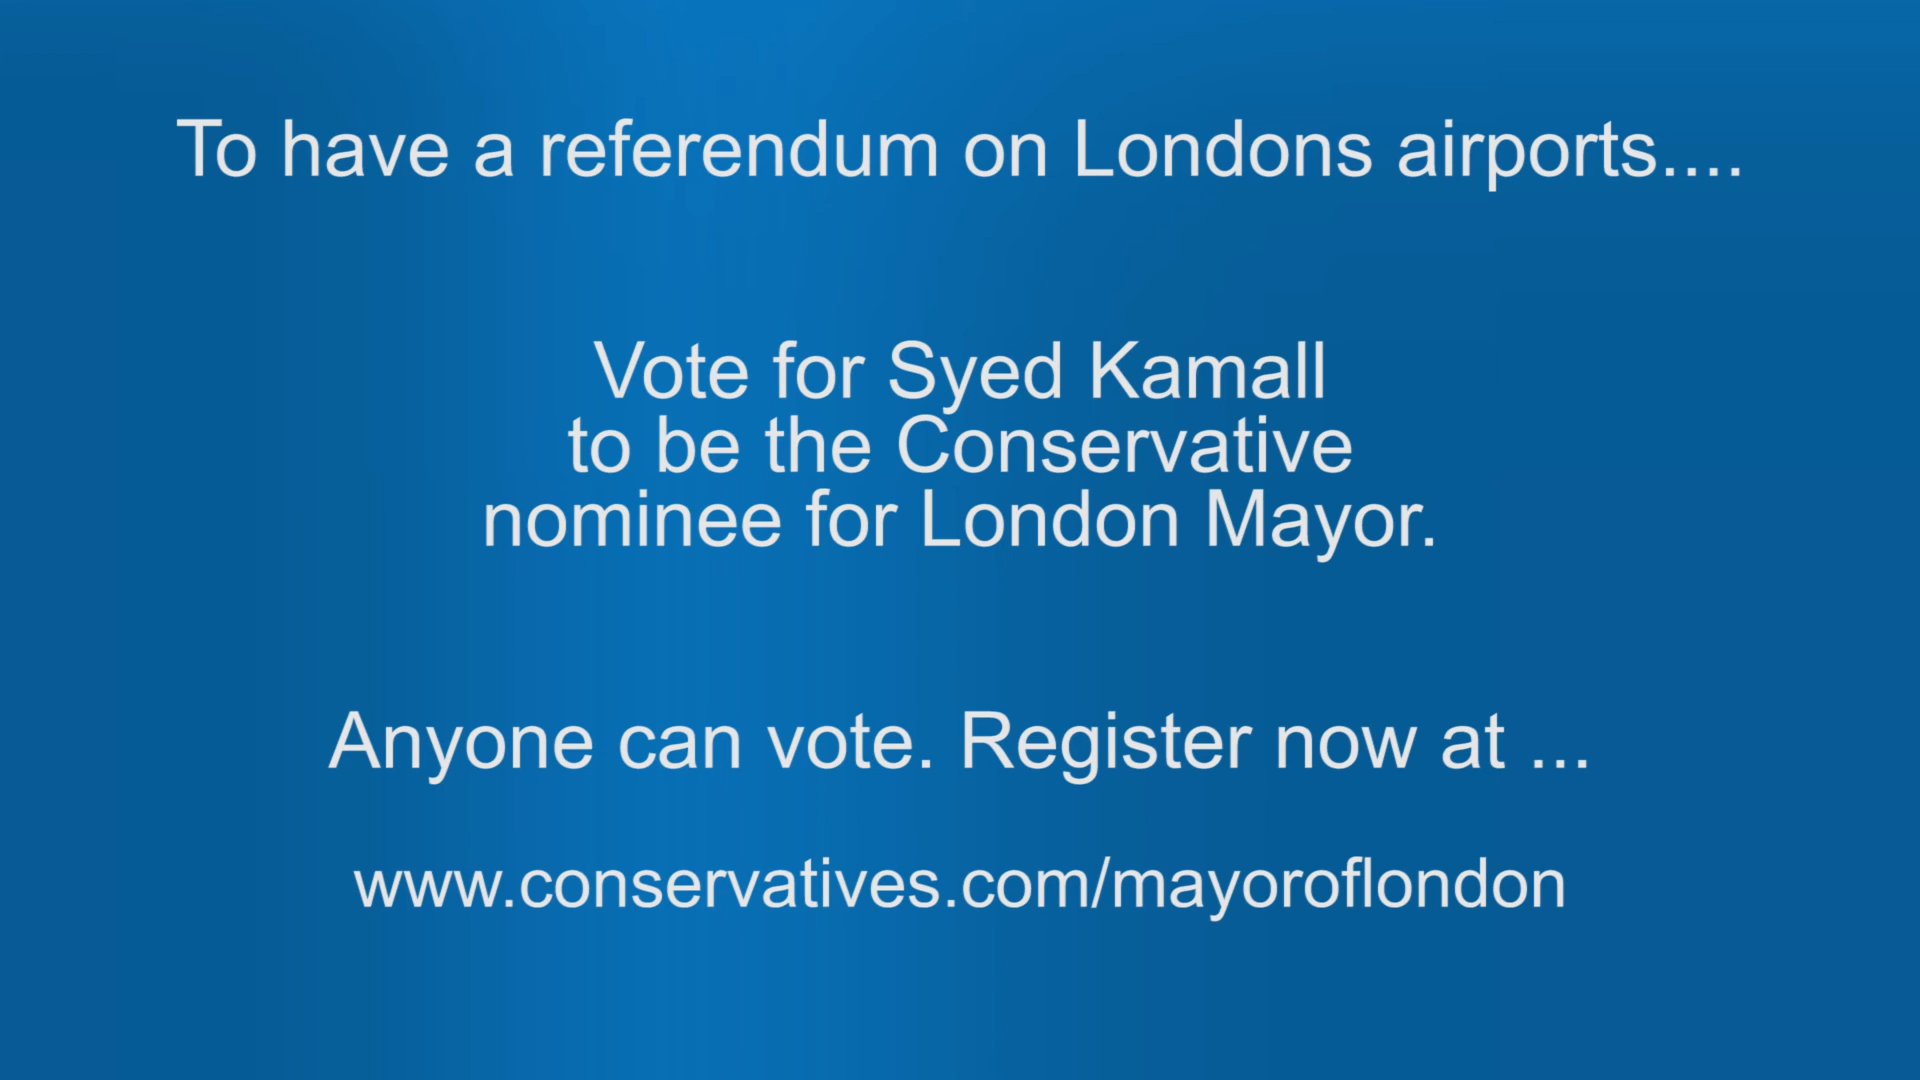 To have a referendum on Londons airports....
Vote for Syed Kamall
to be the Conservative
nominee for London Mayor.
Anyone can vote. Register now at ...
www.conservatives.com/mayoroflondon